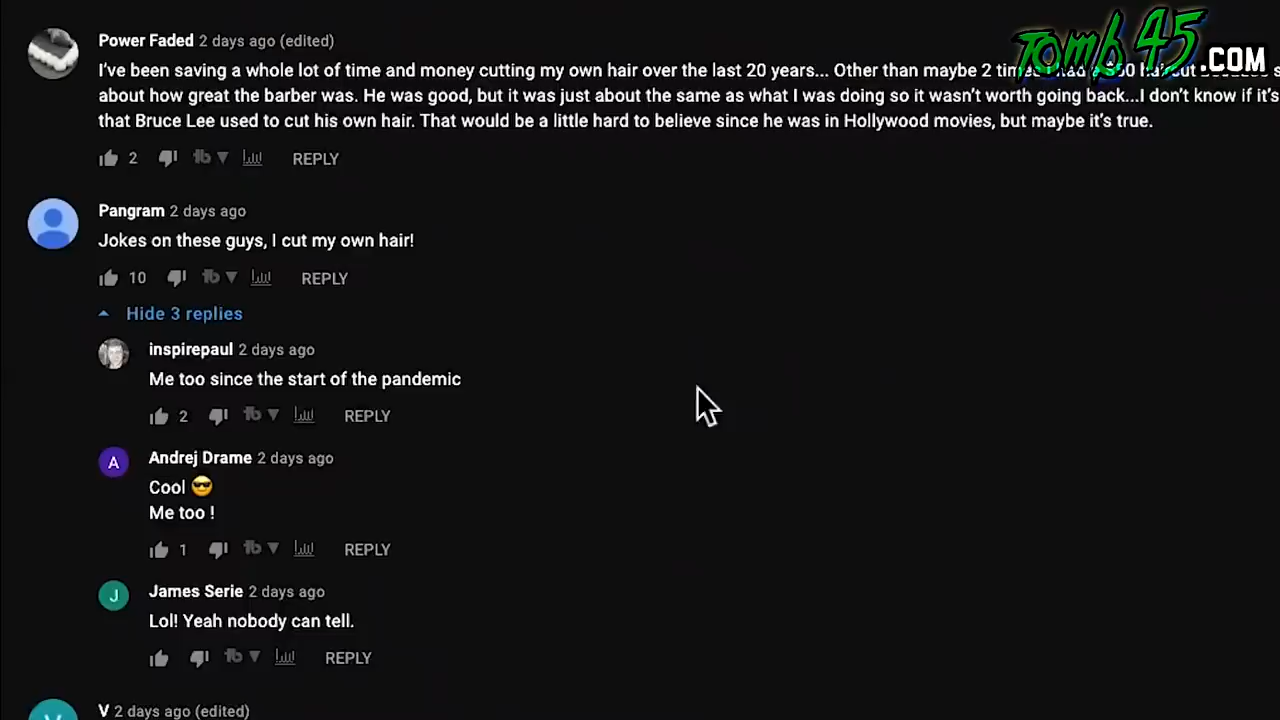 Tomb 45.COM
Power Faded 2 days ago (edited)
I've been saving a whole lot of time and money cutting my own hair over the last 20 years... Other than maybe 2 times I had a $50 haircut
about how great the barber was. He was good, but it was just about the same as what I was doing so it wasn't worth going back...I don't know if it's
that Bruce Lee used to cut his own hair. That would be a little hard to believe since he was in Hollywood movies, but maybe it's true.
2 REPLY
Pangram 2 days ago
Jokes on these guys, I cut my own hair!
10 REPLY
Hide 3 replies
inspirepaul 2 days ago
Me too since the start of the pandemic
2 REPLY
A
Andrej Drame 2 days ago
Cool 😎
Me too !
1 REPLY
J
James Serie 2 days ago
Lol! Yeah nobody can tell.
REPLY
V 2 days ago (edited)